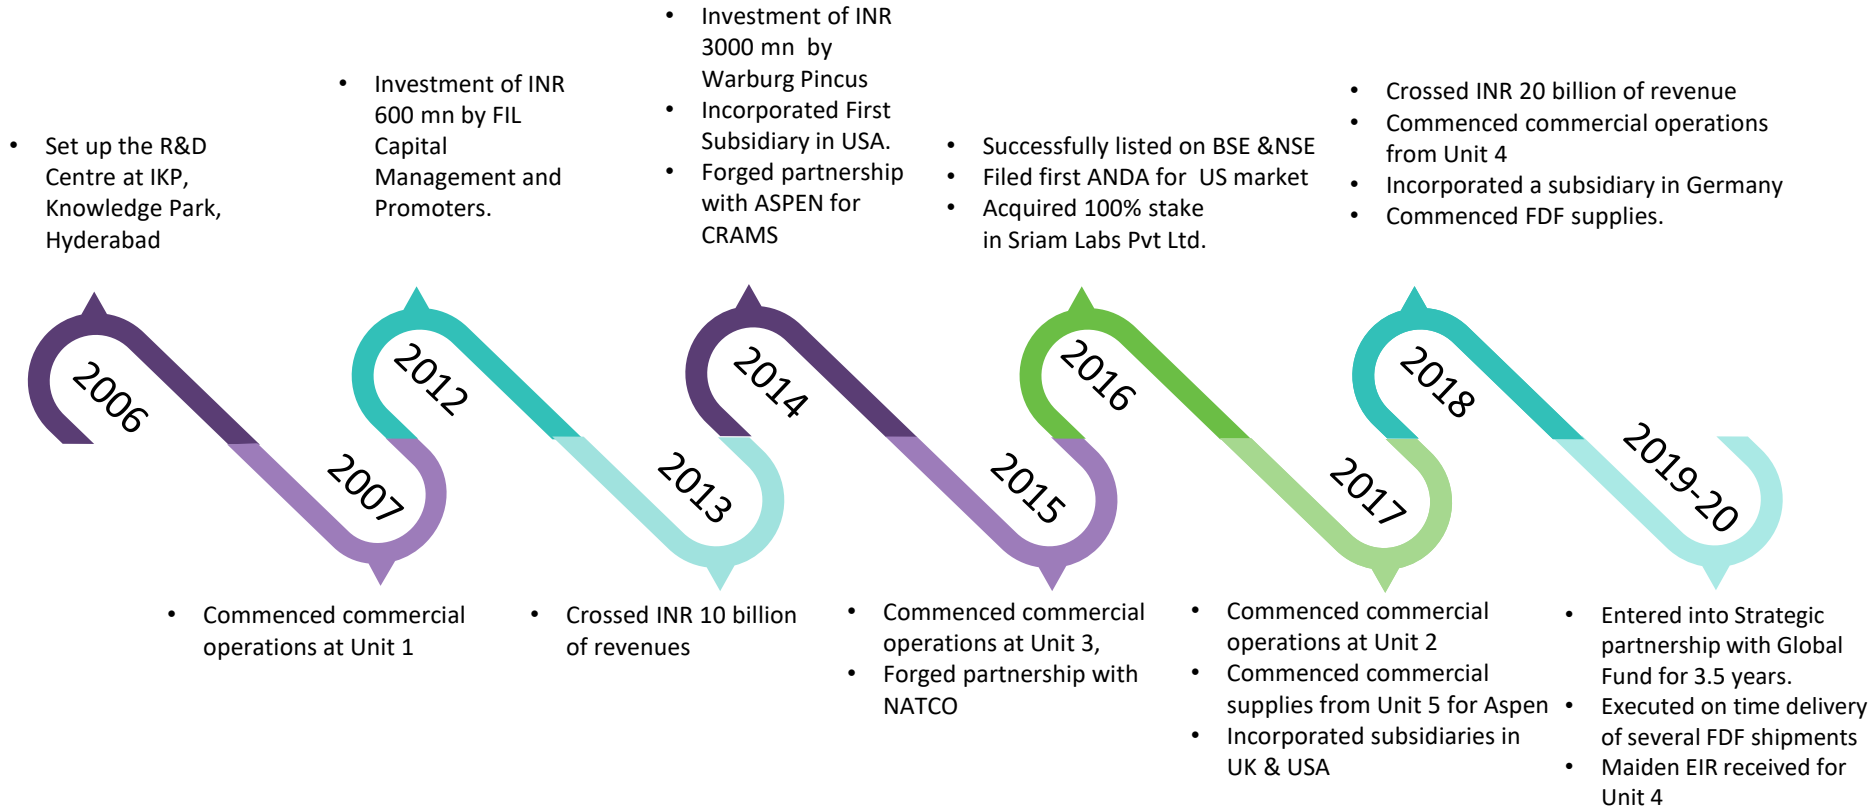 • Set up the R&D
Centre at IKP,
Knowledge Park,
Hyderabad
2006
2007
• Commenced commercial
operations at Unit 1
• Investment of INR
600 mn by FIL
Capital
Management and
Promoters.
2012
2013
• Crossed INR 10 billion
of revenues
• Investment of INR
3000 mn by
Warburg Pincus
• Incorporated First
Subsidiary in USA.
• Forged partnership
with ASPEN for
CRAMS
2014
2015
• Commenced commercial
operations at Unit 3,
• Forged partnership with
NATCO
• Successfully listed on BSE &NSE
• Filed first ANDA for US market
• Acquired 100% stake
in Sriam Labs Pvt Ltd.
2016
2017
• Commenced commercial
operations at Unit 2
• Commenced commercial
supplies from Unit 5 for Aspen
• Incorporated subsidiaries in
UK & USA
• Crossed INR 20 billion of revenue
• Commenced commercial operations
from Unit 4
• Incorporated a subsidiary in Germany
• Commenced FDF supplies.
2018
2019-20
• Entered into Strategic
partnership with Global
Fund for 3.5 years.
• Executed on time delivery
of several FDF shipments
• Maiden EIR received for
Unit 4